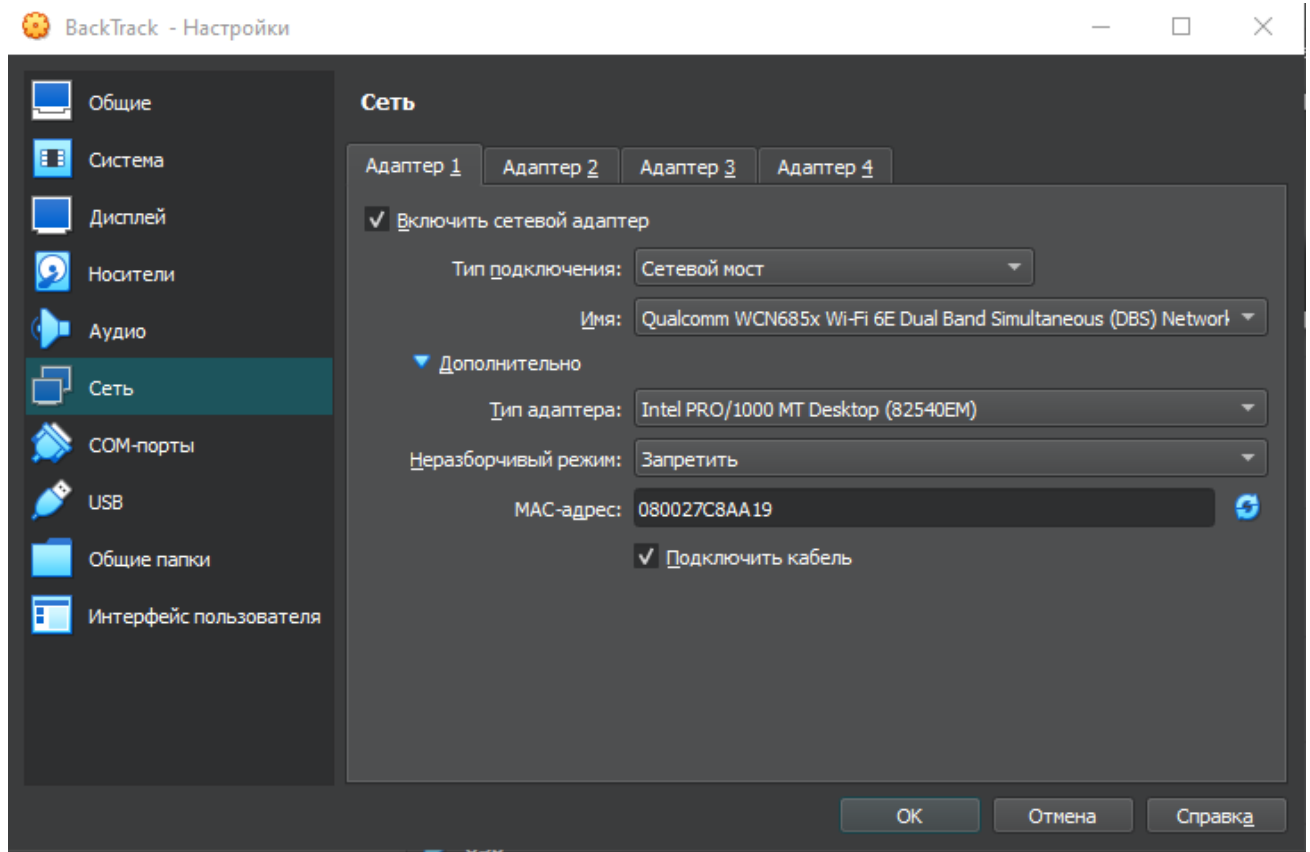 BackTrack - Настройки
Общие
Система
Дисплей
Носители
Аудио
Сеть
COM-порты
USB
Общие папки
Интерфейс пользователя
Сеть
Адаптер 1 Адаптер 2 Адаптер 3 Адаптер 4
Включить сетевой адаптер
Тип подключения: Сетевой мост
Имя: Qualcomm WCN685x Wi-Fi 6E Dual Band Simultaneous (DBS) Network
Дополнительно
Тип адаптера: Intel PRO/1000 MT Desktop (82540EM)
Неразборчивый режим: Запретить
MAC-адрес: 080027C8AA19
Подключить кабель
OK Отмена Справка